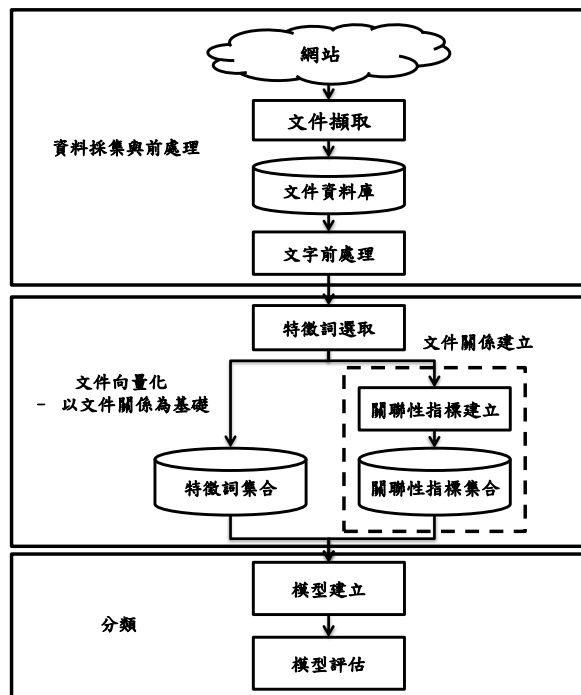 網站
文件擷取
資料採集與前處理
文件資料庫
文字前處理
特徵詞選取
文件關係建立
文件向量化
- 以文件關係為基礎
關聯性指標建立
特徵詞集合
關聯性指標集合
模型建立
分類
模型評估